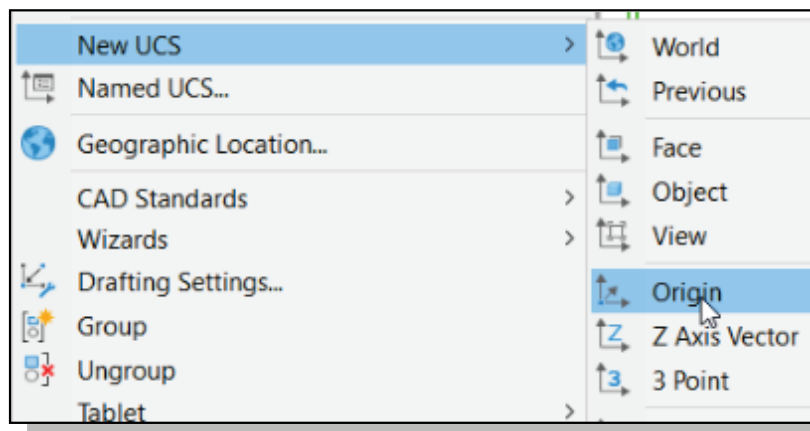 New UCS
Named UCS...
Geographic Location...
CAD Standards
Wizards
Drafting Settings...
Group
Ungroup
Tablet
World
Previous
Face
Object
View
Origin
Z Axis Vector
3 Point